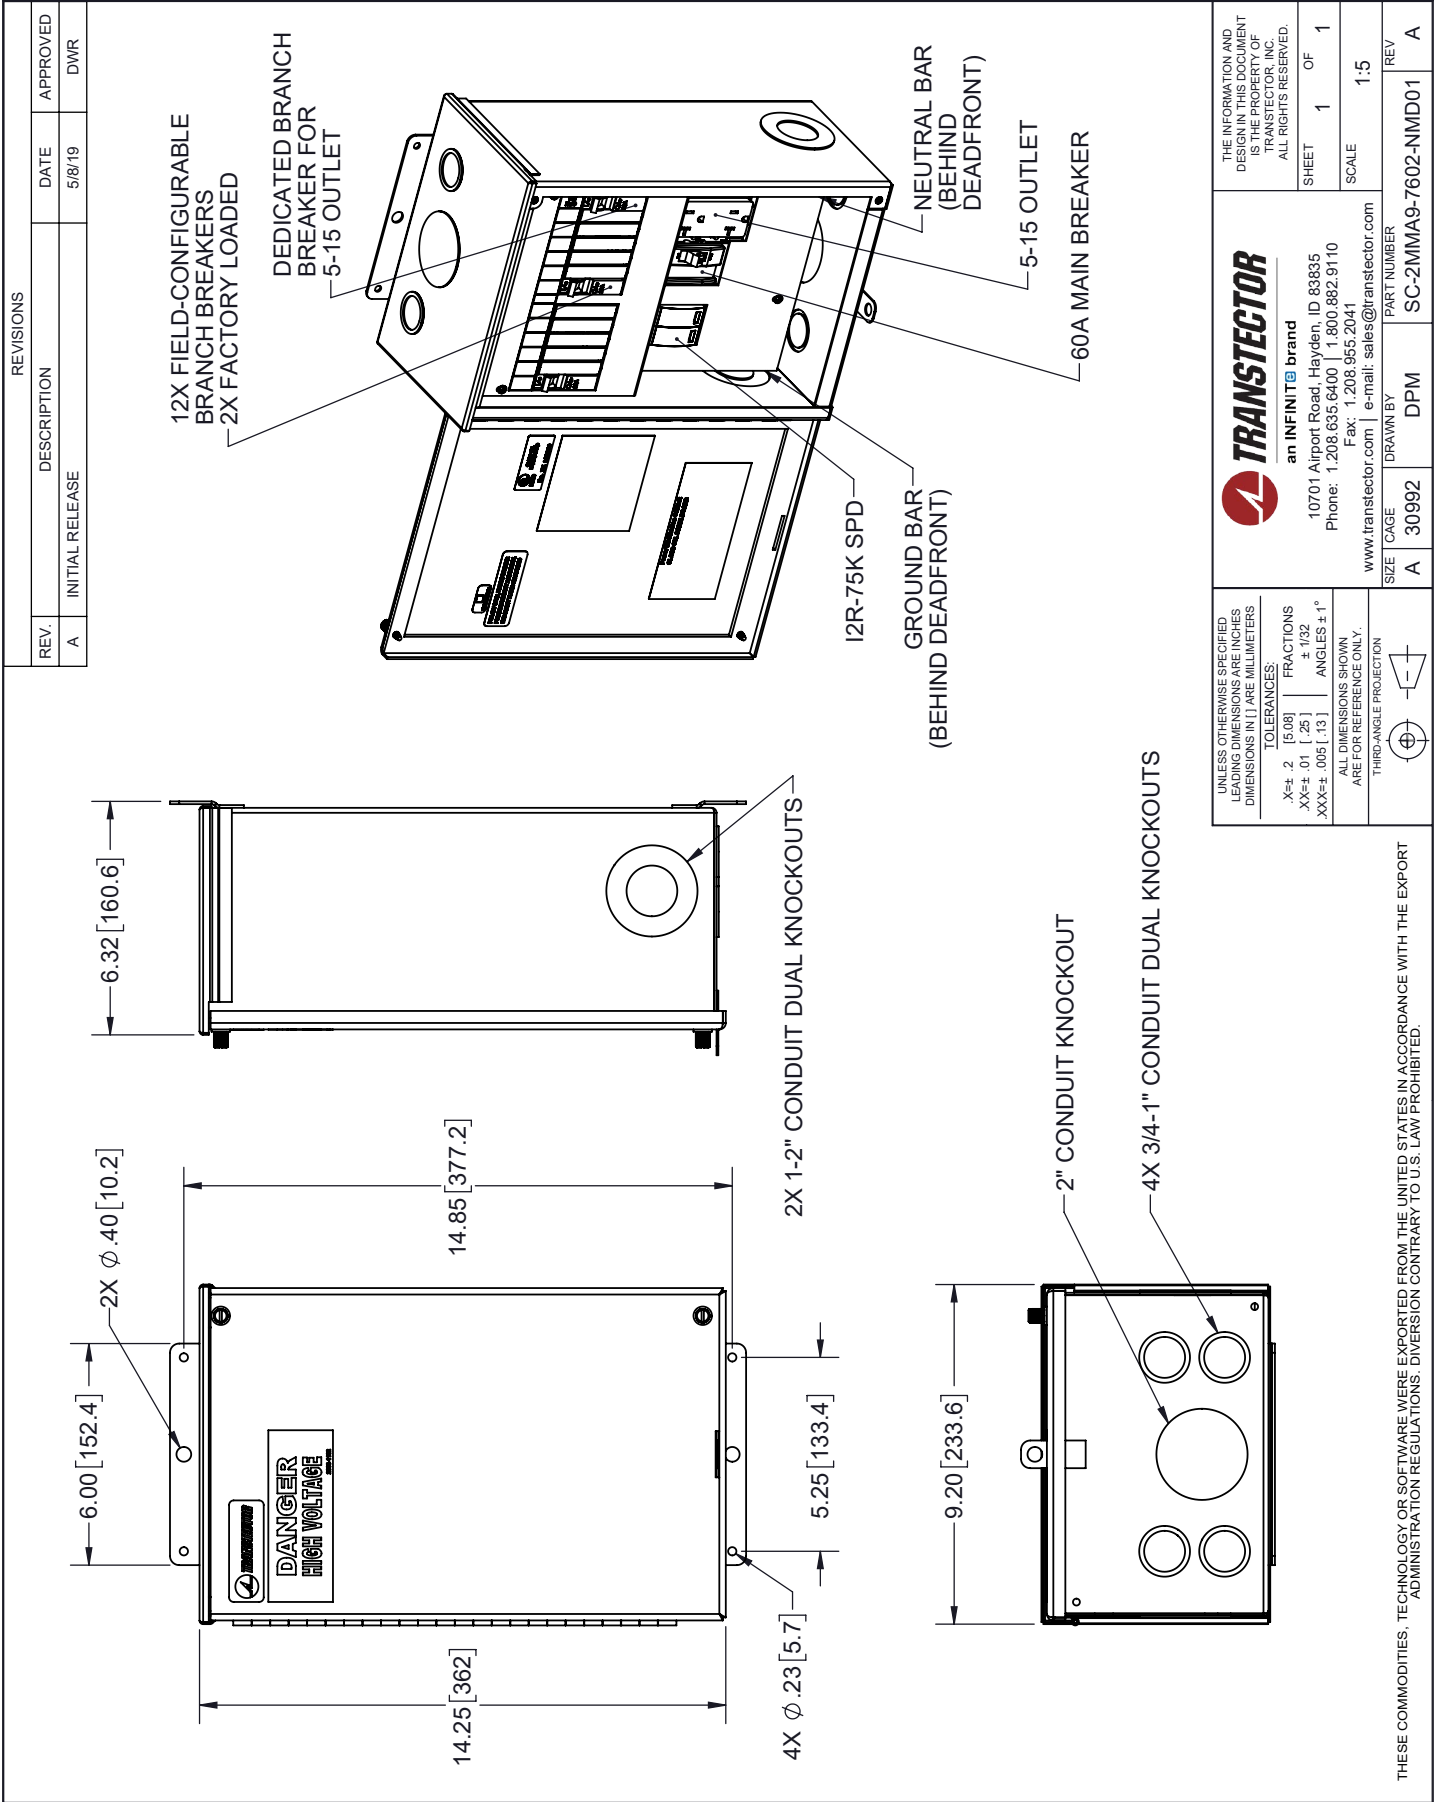 REVISIONS
REV.
DESCRIPTION
DATE
APPROVED
A
INITIAL RELEASE
5/8/19
DWR
6.00 [152.4]
2X ⌀ .40 [10.2]
14.25 [362]
14.85 [377.2]
4X ⌀ .23 [5.7]
5.25 [133.4]
TRANSTECTOR
DANGER
HIGH VOLTAGE
6.32 [160.6]
2X 1-2" CONDUIT DUAL KNOCKOUTS
12X FIELD-CONFIGURABLE
BRANCH BREAKERS
2X FACTORY LOADED
DEDICATED BRANCH
BREAKER FOR
5-15 OUTLET
I2R-75K SPD
GROUND BAR
(BEHIND DEADFRONT)
NEUTRAL BAR
(BEHIND
DEADFRONT)
5-15 OUTLET
60A MAIN BREAKER
9.20 [233.6]
2" CONDUIT KNOCKOUT
4X 3/4-1" CONDUIT DUAL KNOCKOUTS
THESE COMMODITIES, TECHNOLOGY OR SOFTWARE WERE EXPORTED FROM THE UNITED STATES IN ACCORDANCE WITH THE EXPORT
ADMINISTRATION REGULATIONS. DIVERSION CONTRARY TO U.S. LAW PROHIBITED.
UNLESS OTHERWISE SPECIFIED
LEADING DIMENSIONS ARE INCHES
DIMENSIONS IN [ ] ARE MILLIMETERS
TOLERANCES:
.X=± .2 [5.08]
.XX=± .01 [ .25 ]
.XXX=± .005 [ .13 ]
FRACTIONS
± 1/32
ANGLES ± 1°
ALL DIMENSIONS SHOWN
ARE FOR REFERENCE ONLY.
THIRD-ANGLE PROJECTION
TRANSTECTOR
an INFINITE brand
10701 Airport Road, Hayden, ID 83835
Phone: 1.208.635.6400 | 1.800.882.9110
Fax: 1.208.955.2041
www.transtector.com | e-mail: sales@transtector.com
THE INFORMATION AND
DESIGN IN THIS DOCUMENT
IS THE PROPERTY OF
TRANSTECTOR, INC.
ALL RIGHTS RESERVED.
SHEET 1 OF 1
SCALE 1:5
SIZE A
CAGE 30992
DRAWN BY DPM
PART NUMBER SC-2MMA9-7602-NMD01
REV A